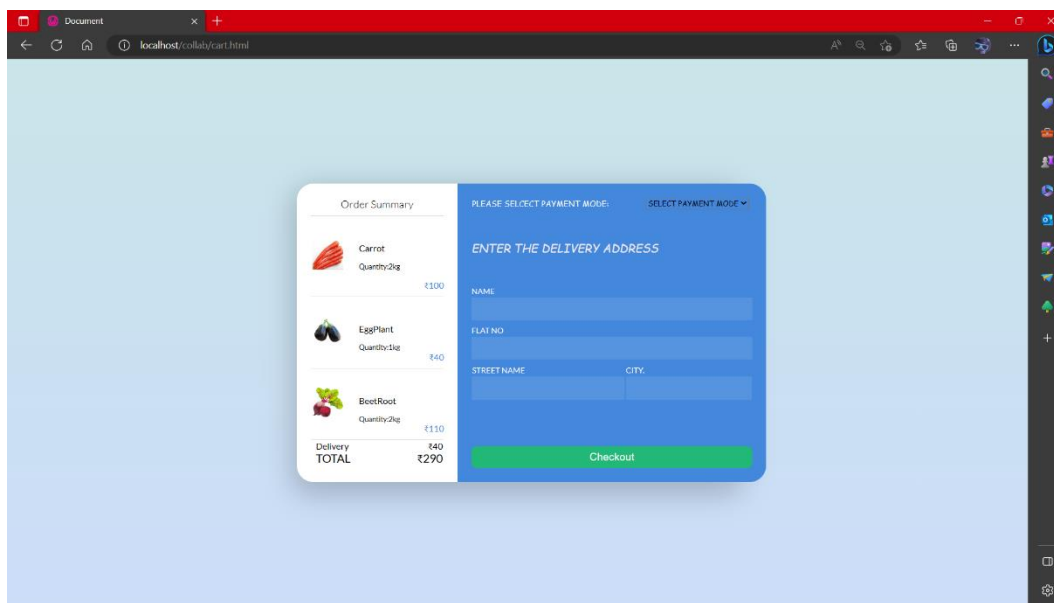 Document
localhost/collab/cart.html
Order Summary
Carrot
Quantity:2kg
₹100
EggPlant
Quantity:1kg
₹40
BeetRoot
Quantity:2kg
₹110
Delivery ₹40
TOTAL ₹290
PLEASE SELCECT PAYMENT MODE: SELECT PAYMENT MODE
ENTER THE DELIVERY ADDRESS
NAME
FLAT NO
STREET NAME CITY.
Checkout